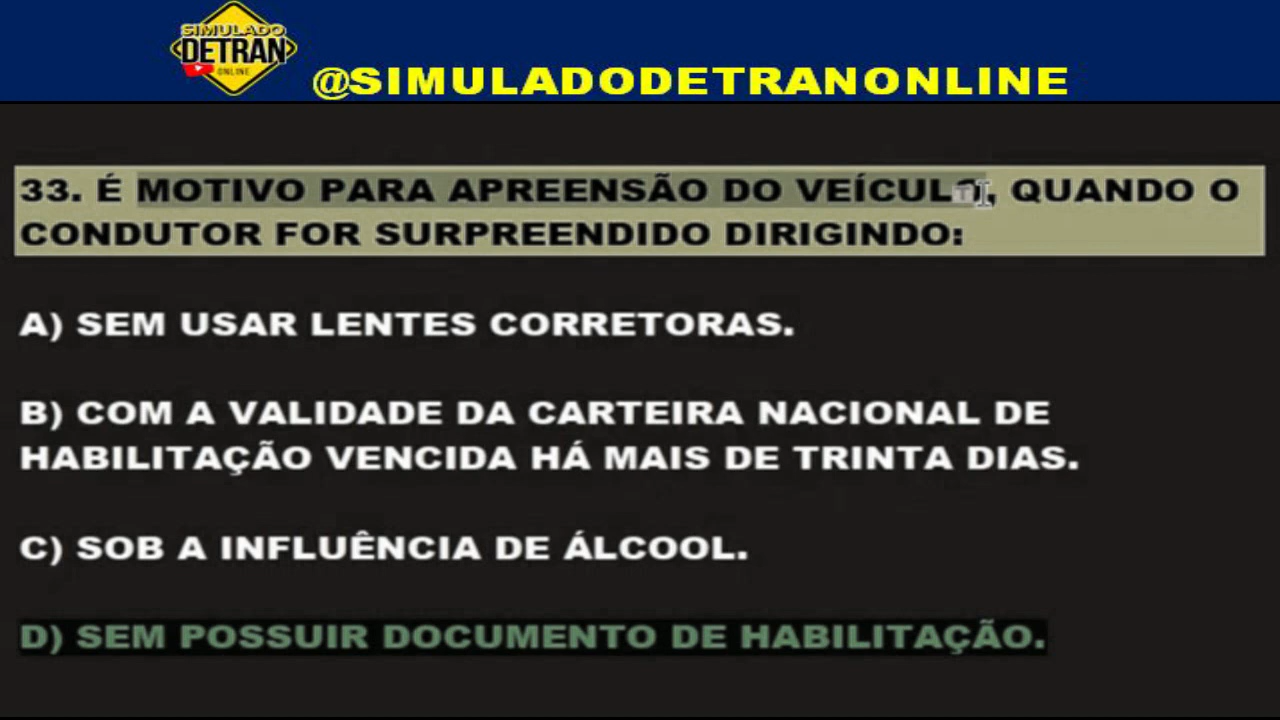 SIMULADO
DETRAN
ONLINE
@SIMULADODETRANONLINE
33. É MOTIVO PARA APREENSÃO DO VEÍCULO, QUANDO O
CONDUTOR FOR SURPREENDIDO DIRIGINDO:
A) SEM USAR LENTES CORRETORAS.
B) COM A VALIDADE DA CARTEIRA NACIONAL DE
HABILITAÇÃO VENCIDA HÁ MAIS DE TRINTA DIAS.
C) SOB A INFLUÊNCIA DE ÁLCOOL.
D) SEM POSSUIR DOCUMENTO DE HABILITAÇÃO.